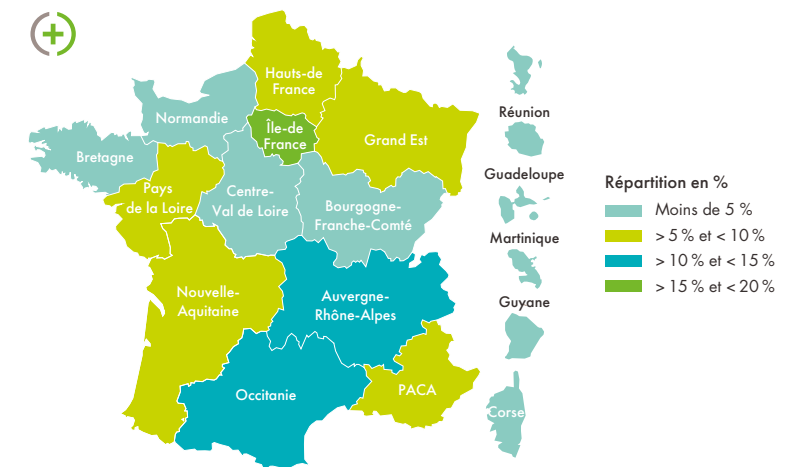 Hauts-de
France
Normandie
Île-de
France
Grand Est
Bretagne
Pays
de la Loire
Centre-
Val de Loire
Bourgogne-
Franche-Comté
Nouvelle-
Aquitaine
Auvergne-
Rhône-Alpes
Occitanie
PACA
Corse
Réunion
Guadeloupe
Martinique
Guyane
Répartition en %
Moins de 5 %
> 5 % et < 10 %
> 10 % et < 15 %
> 15 % et < 20 %